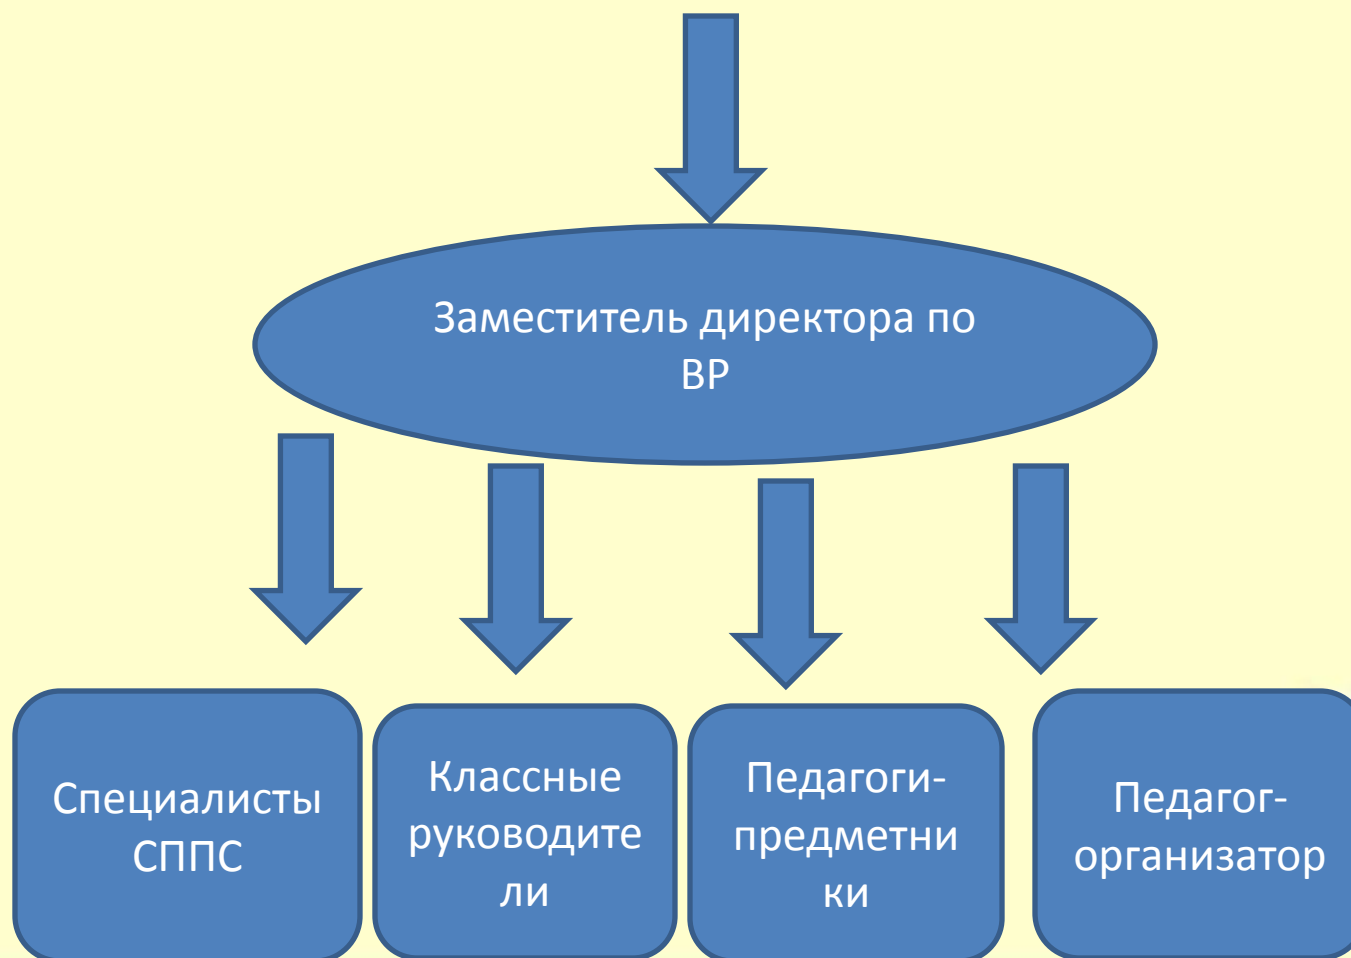 Заместитель директора по
ВР
Специалисты
СППС
Классные
руководите
ли
Педагоги-
предметни
ки
Педагог-
организатор